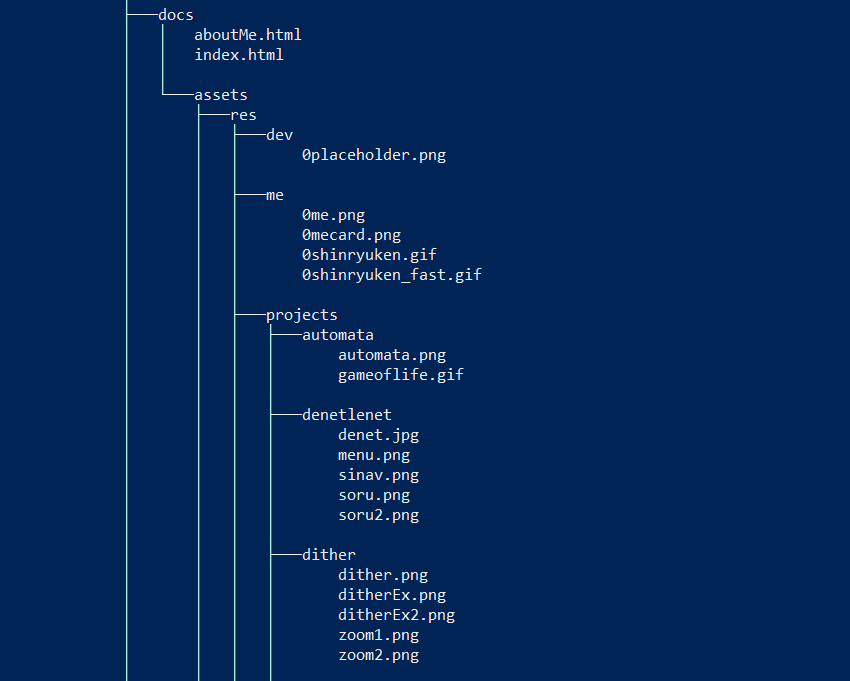 docs
aboutMe.html
index.html
assets
res
dev
0placeholder.png
me
0me.png
0mecard.png
0shinryuken.gif
0shinryuken_fast.gif
projects
automata
automata.png
gameoflife.gif
denetlenet
denet.jpg
menu.png
sinav.png
soru.png
soru2.png
dither
dither.png
ditherEx.png
ditherEx2.png
zoom1.png
zoom2.png